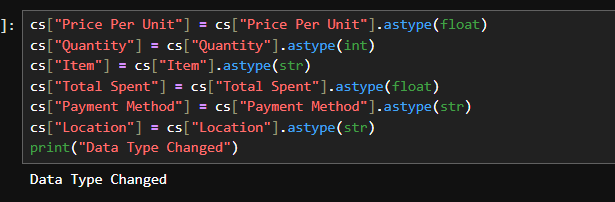 ]: cs["Price Per Unit"] = cs["Price Per Unit"].astype(float)
cs["Quantity"] = cs["Quantity"].astype(int)
cs["Item"] = cs["Item"].astype(str)
cs["Total Spent"] = cs["Total Spent"].astype(float)
cs["Payment Method"] = cs["Payment Method"].astype(str)
cs["Location"] = cs["Location"].astype(str)
print("Data Type Changed")
Data Type Changed